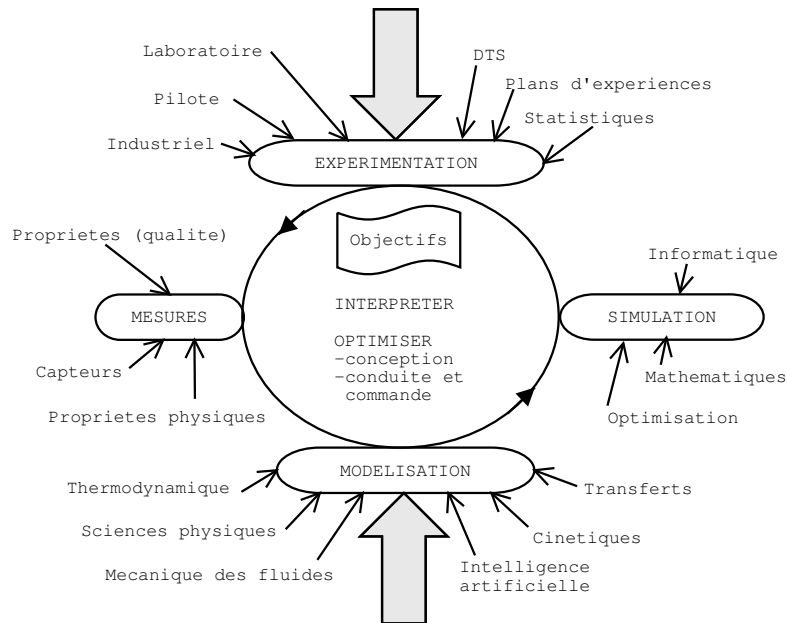 Laboratoire
DTS
Pilote
Plans d'experiences
Statistiques
Industriel
EXPERIMENTATION
Proprietes (qualite)
Objectifs
Informatique
INTERPRETER
MESURES
SIMULATION
OPTIMISER
-conception
-conduite et
commande
Capteurs
Mathematiques
Proprietes physiques
Optimisation
MODELISATION
Thermodynamique
Transferts
Sciences physiques
Cinetiques
Mecanique des fluides
Intelligence
artificielle